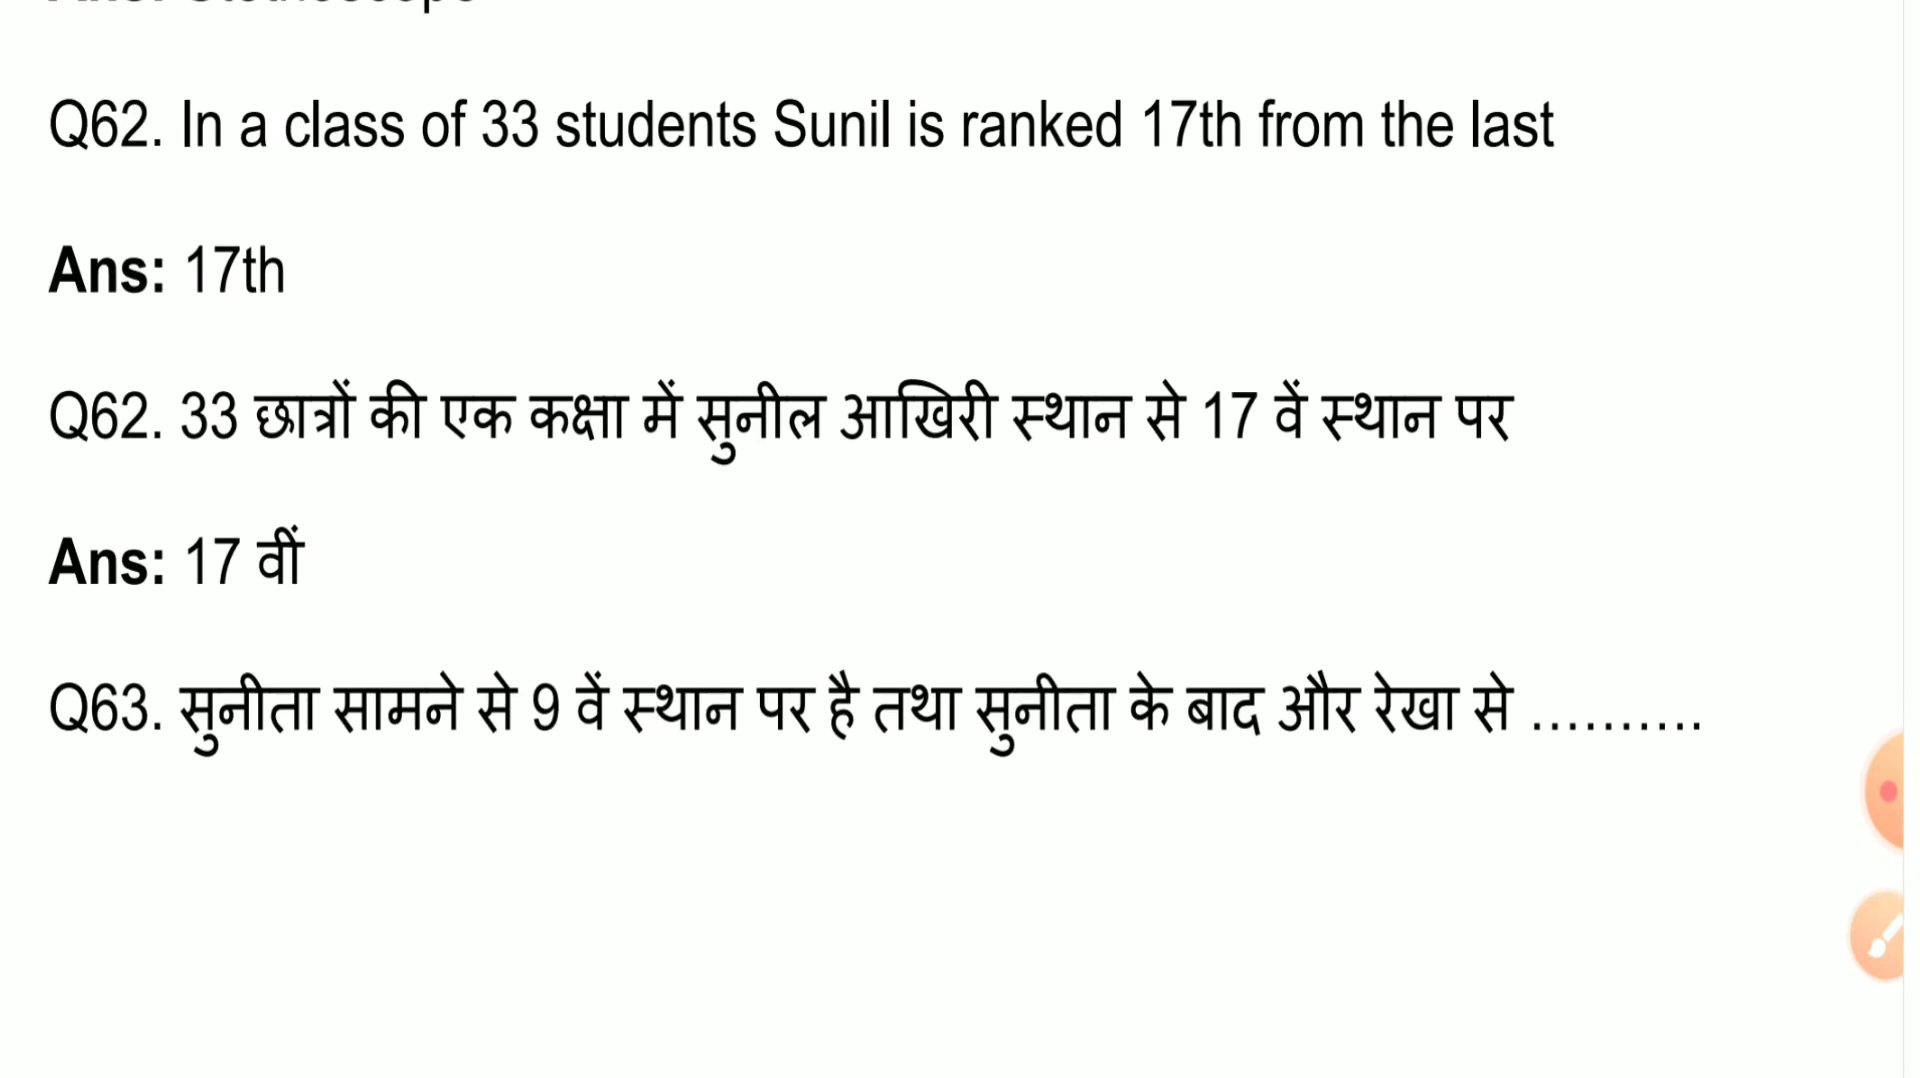 Q62. In a class of 33 students Sunil is ranked 17th from the last
Ans: 17th
Q62. 33 छात्रों की एक कक्षा में सुनील आखिरी स्थान से 17 वें स्थान पर
Ans: 17 वीं
Q63. सुनीता सामने से 9 वें स्थान पर है तथा सुनीता के बाद और रेखा से ..........